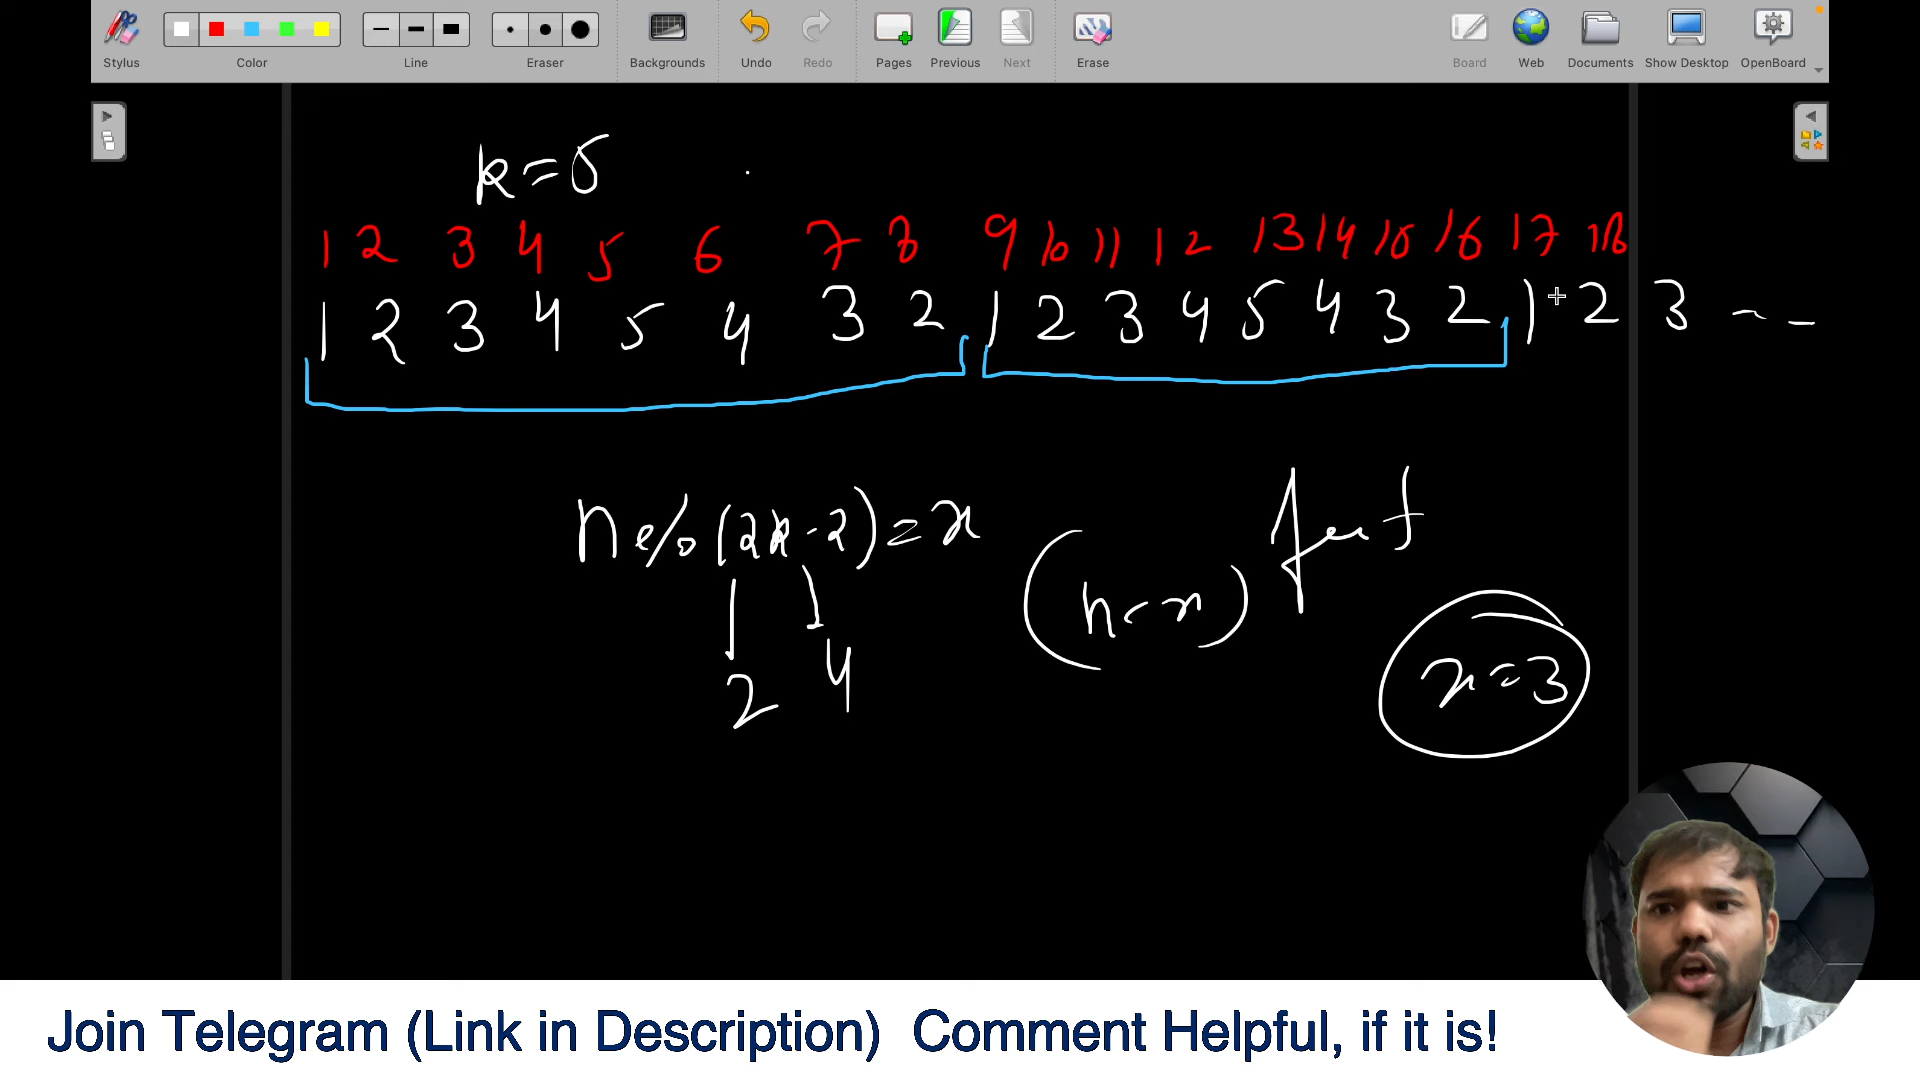 Stylus Color Line Eraser Backgrounds Undo Redo Pages Previous Next Erase Board Web Documents Show Desktop OpenBoard
k=5
1 2 3 4 5 6 7 8 9 10 11 12 13 14 15 16 17 18
1 2 3 4 5 4 3 2 1 2 3 4 5 4 3 2 1 2 3 - -
n % (2k-2) = x
(n-x)
2 4
x=3
Join Telegram (Link in Description) Comment Helpful, if it is!